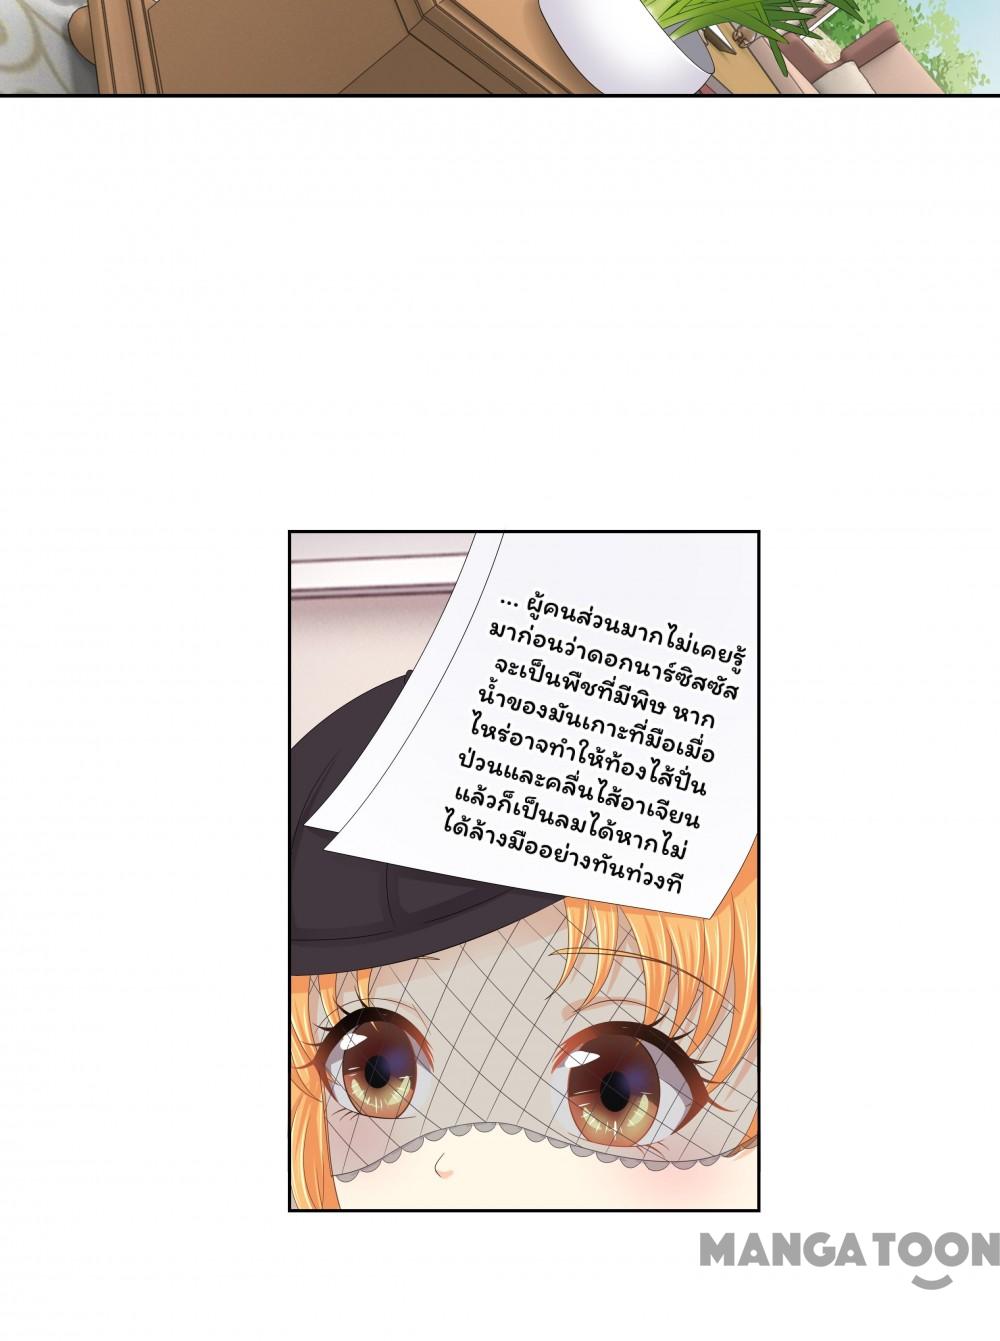 ... ผู้คนส่วนมากไม่เคยรู้
มาก่อนว่าดอกนาร์ซิสซัส
จะเป็นพืชที่มีพิษ หาก
น้ำของมันเกาะที่มือเมื่อ
ไหร่อาจทำให้ท้องไส้ปั่น
ป่วนและคลื่นไส้อาเจียน
แล้วก็เป็นลมได้หากไม่
ได้ล้างมืออย่างทันท่วงที
MANGATOON